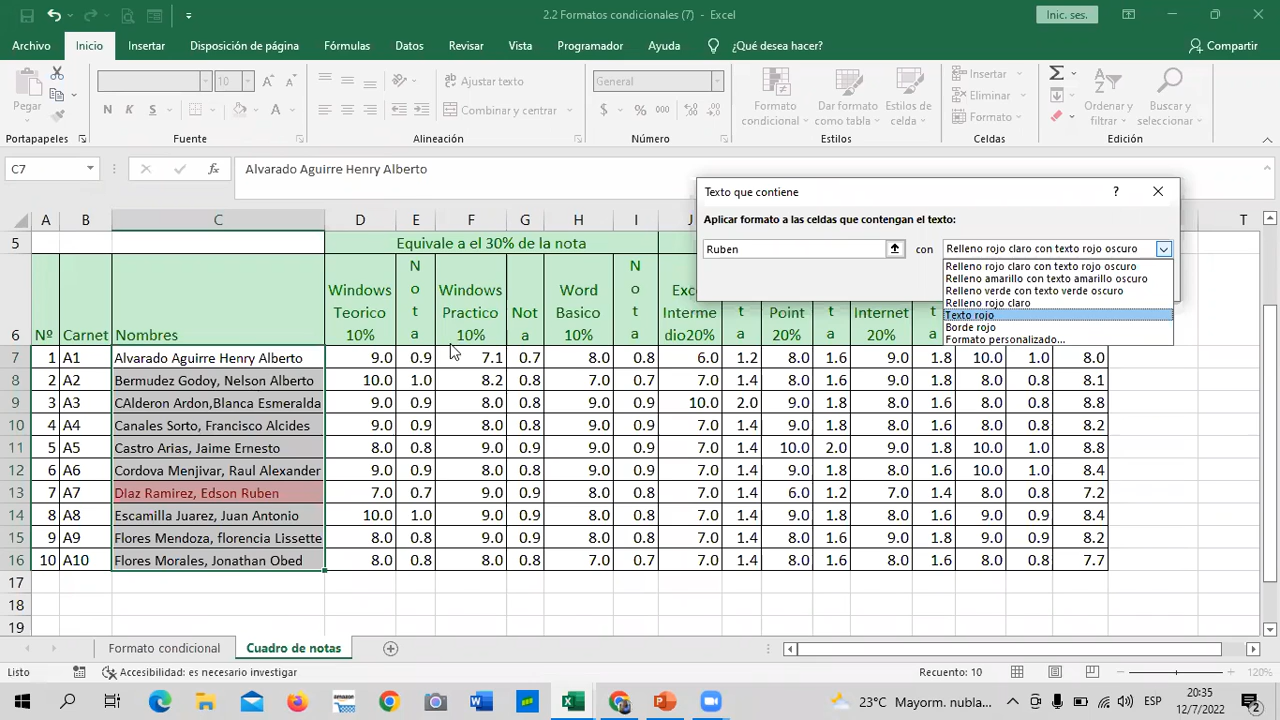 2.2 Formatos condicionales (7) - Excel
Inic. ses.
Archivo Inicio Insertar Disposición de página Fórmulas Datos Revisar Vista Programador Ayuda ¿Qué desea hacer? Compartir
Pegar
10
N K S
Ajustar texto
Combinar y centrar
General
$ % 000
Formato condicional
Dar formato como tabla
Estilos de celda
Insertar
Eliminar
Formato
Ordenar y filtrar
Buscar y seleccionar
Portapapeles Fuente Alineación Número Estilos Celdas Edición
C7 fx Alvarado Aguirre Henry Alberto
Texto que contiene ?
Aplicar formato a las celdas que contengan el texto:
Ruben con Relleno rojo claro con texto rojo oscuro
Relleno rojo claro con texto rojo oscuro
Relleno amarillo con texto amarillo oscuro
Relleno verde con texto verde oscuro
Relleno rojo claro
Texto rojo
Borde rojo
Formato personalizado...
A B C D E F G H I J T
5 Equivale a el 30% de la nota
6 Nº Carnet Nombres Windows Teorico 10% Nota Windows Practico 10% Nota Word Basico 10% Nota Exc Interme dio20% t a Point 20% t a Internet 20% t a
7 1 A1 Alvarado Aguirre Henry Alberto 9.0 0.9 7.1 0.7 8.0 0.8 6.0 1.2 8.0 1.6 9.0 1.8 10.0 1.0 8.0
8 2 A2 Bermudez Godoy, Nelson Alberto 10.0 1.0 8.2 0.8 7.0 0.7 7.0 1.4 8.0 1.6 9.0 1.8 8.0 0.8 8.1
9 3 A3 CAlderon Ardon,Blanca Esmeralda 9.0 0.9 8.0 0.8 9.0 0.9 10.0 2.0 9.0 1.8 8.0 1.6 8.0 0.8 8.8
10 4 A4 Canales Sorto, Francisco Alcides 9.0 0.9 8.0 0.8 9.0 0.9 7.0 1.4 9.0 1.8 8.0 1.6 8.0 0.8 8.2
11 5 A5 Castro Arias, Jaime Ernesto 8.0 0.8 9.0 0.9 9.0 0.9 7.0 1.4 10.0 2.0 9.0 1.8 10.0 1.0 8.8
12 6 A6 Cordova Menjivar, Raul Alexander 9.0 0.9 8.0 0.8 9.0 0.9 7.0 1.4 9.0 1.8 8.0 1.6 10.0 1.0 8.4
13 7 A7 DIaz Ramirez, Edson Ruben 7.0 0.7 9.0 0.9 8.0 0.8 7.0 1.4 6.0 1.2 7.0 1.4 8.0 0.8 7.2
14 8 A8 Escamilla Juarez, Juan Antonio 10.0 1.0 9.0 0.9 8.0 0.8 7.0 1.4 9.0 1.8 8.0 1.6 9.0 0.9 8.4
15 9 A9 Flores Mendoza, florencia Lissette 8.0 0.8 9.0 0.9 8.0 0.8 7.0 1.4 8.0 1.6 9.0 1.8 9.0 0.9 8.2
16 10 A10 Flores Morales, Jonathan Obed 8.0 0.8 8.0 0.8 7.0 0.7 7.0 1.4 8.0 1.6 8.0 1.6 8.0 0.8 7.7
17
18
19
Formato condicional Cuadro de notas
Listo Accesibilidad: es necesario investigar Recuento: 10 120%
amazon 23°C Mayorm. nubla... ESP 20:35
12/7/2022 2